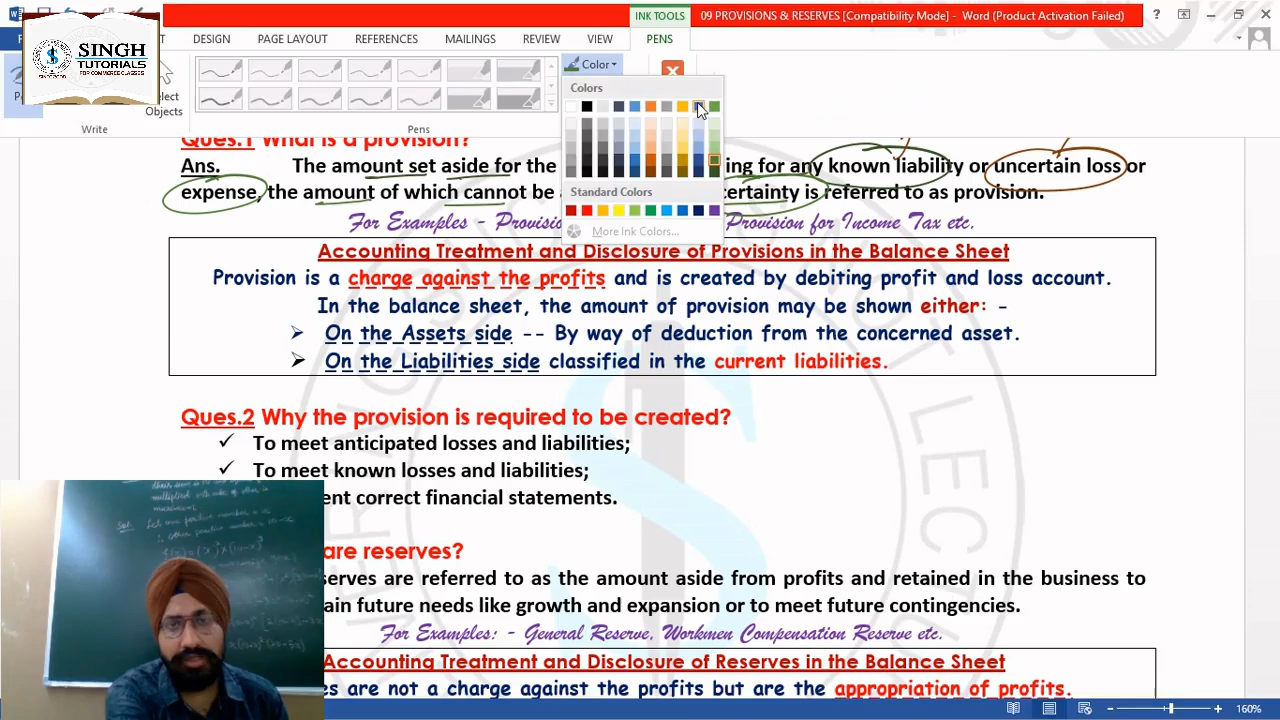 INK TOOLS
09 PROVISIONS & RESERVES [Compatibility Mode] - Word (Product Activation Failed)
DESIGN PAGE LAYOUT REFERENCES MAILINGS REVIEW VIEW PENS
SINGH
TUTORIALS
FOR COMMERCE CLASSES
Color
Select
Objects
Write
Pens
Colors
Standard Colors
More Ink Colors...
Ques.1 What is a provision?
Ans. The amount set aside for the ing for any known liability or uncertain loss or
expense, the amount of which cannot be certainty is referred to as provision.
For Examples - Provisio Provision for Income Tax etc.
Accounting Treatment and Disclosure of Provisions in the Balance Sheet
Provision is a charge against the profits and is created by debiting profit and loss account.
In the balance sheet, the amount of provision may be shown either: -
➢ On the Assets side -- By way of deduction from the concerned asset.
➢ On the Liabilities side classified in the current liabilities.
Ques.2 Why the provision is required to be created?
✓ To meet anticipated losses and liabilities;
✓ To meet known losses and liabilities;
ent correct financial statements.
are reserves?
serves are referred to as the amount aside from profits and retained in the business to
ain future needs like growth and expansion or to meet future contingencies.
For Examples: - General Reserve, Workmen Compensation Reserve etc.
Accounting Treatment and Disclosure of Reserves in the Balance Sheet
es are not a charge against the profits but are the appropriation of profits.
160%